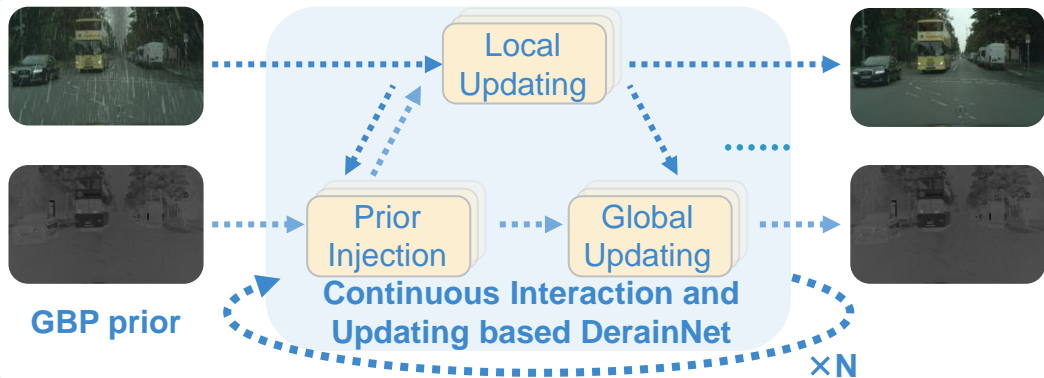 Local
Updating
Prior
Injection
Global
Updating
Continuous Interaction and
Updating based DerainNet
GBP prior
×N